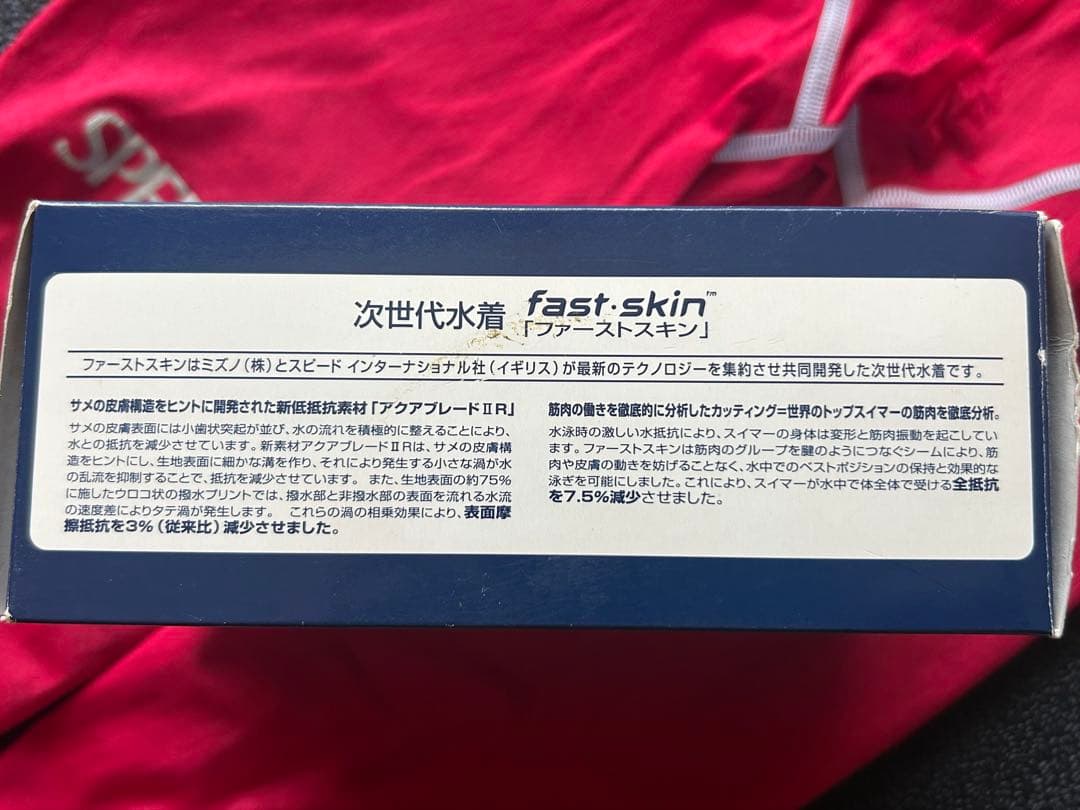 SPE
次世代水着 fast·skin™
「ファーストスキン」
ファーストスキンはミズノ(株)とスピード インターナショナル社(イギリス)が最新のテクノロジーを集約させ共同開発した次世代水着です。
サメの皮膚構造をヒントに開発された新低抵抗素材「アクアブレードⅡR」
サメの皮膚表面には小歯状突起が並び、水の流れを積極的に整えることにより、
水との抵抗を減少させています。新素材アクアブレードⅡRは、サメの皮膚構
造をヒントにし、生地表面に細かな溝を作り、それにより発生する小さな渦が水
の乱流を抑制することで、抵抗を減少させています。 また、生地表面の約75%
に施したウロコ状の撥水プリントでは、撥水部と非撥水部の表面を流れる水流
の速度差によりタテ渦が発生します。 これらの渦の相乗効果により、表面摩
擦抵抗を3%(従来比)減少させました。
筋肉の働きを徹底的に分析したカッティング=世界のトップスイマーの筋肉を徹底分析。
水泳時の激しい水抵抗により、スイマーの身体は変形と筋肉振動を起こしてい
ます。ファーストスキンは筋肉のグループを腱のようにつなぐシームにより、筋
肉や皮膚の動きを妨げることなく、水中でのベストポジションの保持と効果的な
泳ぎを可能にしました。これにより、スイマーが水中で体全体で受ける全抵抗
を7.5%減少させました。